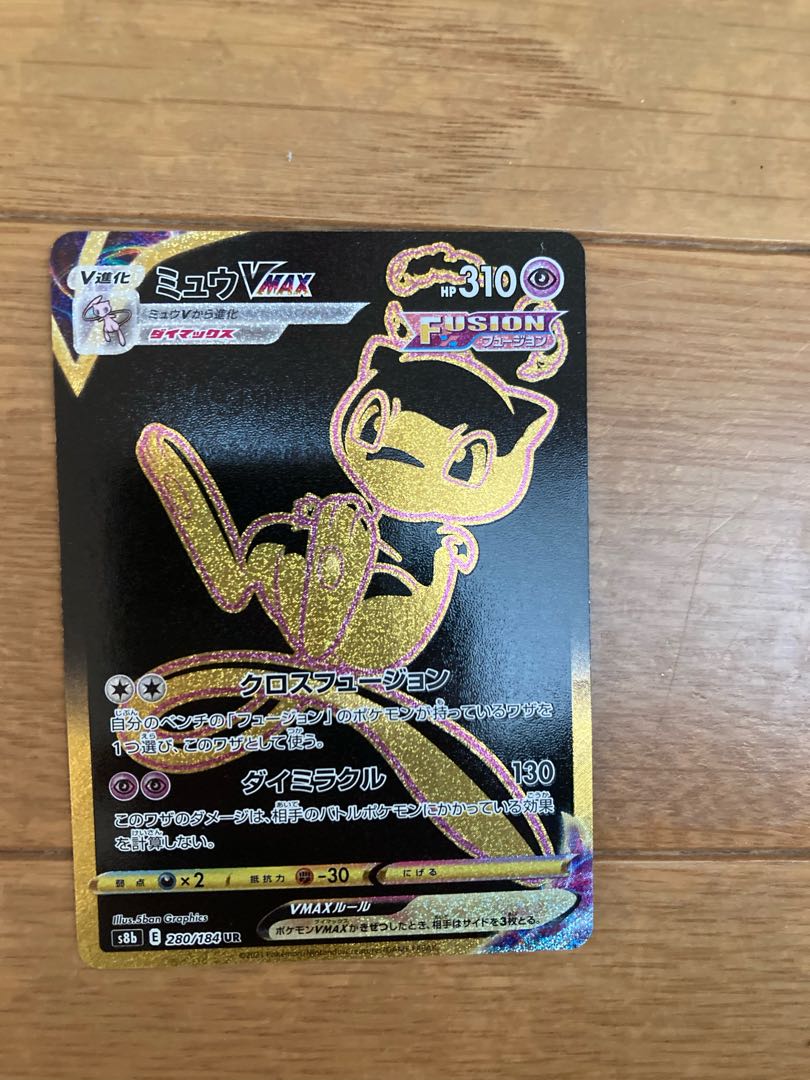 V進化
ミュウVMAX
HP310
ミュウVから進化
ダイマックス
FUSION
フュージョン
クロスフュージョン
自分のベンチの「フュージョン」のポケモンが持っているワザを
1つ選び、このワザとして使う。
ダイミラクル 130
このワザのダメージは、相手のバトルポケモンにかかっている効果
を計算しない。
弱点 ×2 抵抗力 -30 にげる
Illus.5ban Graphics
VMAXルール
ポケモンVMAXがきぜつしたとき、相手はサイドを3枚とる。
s8b E 280/184 UR
©2021 Pokémon/Nintendo/Creatures/GAME FREAK.